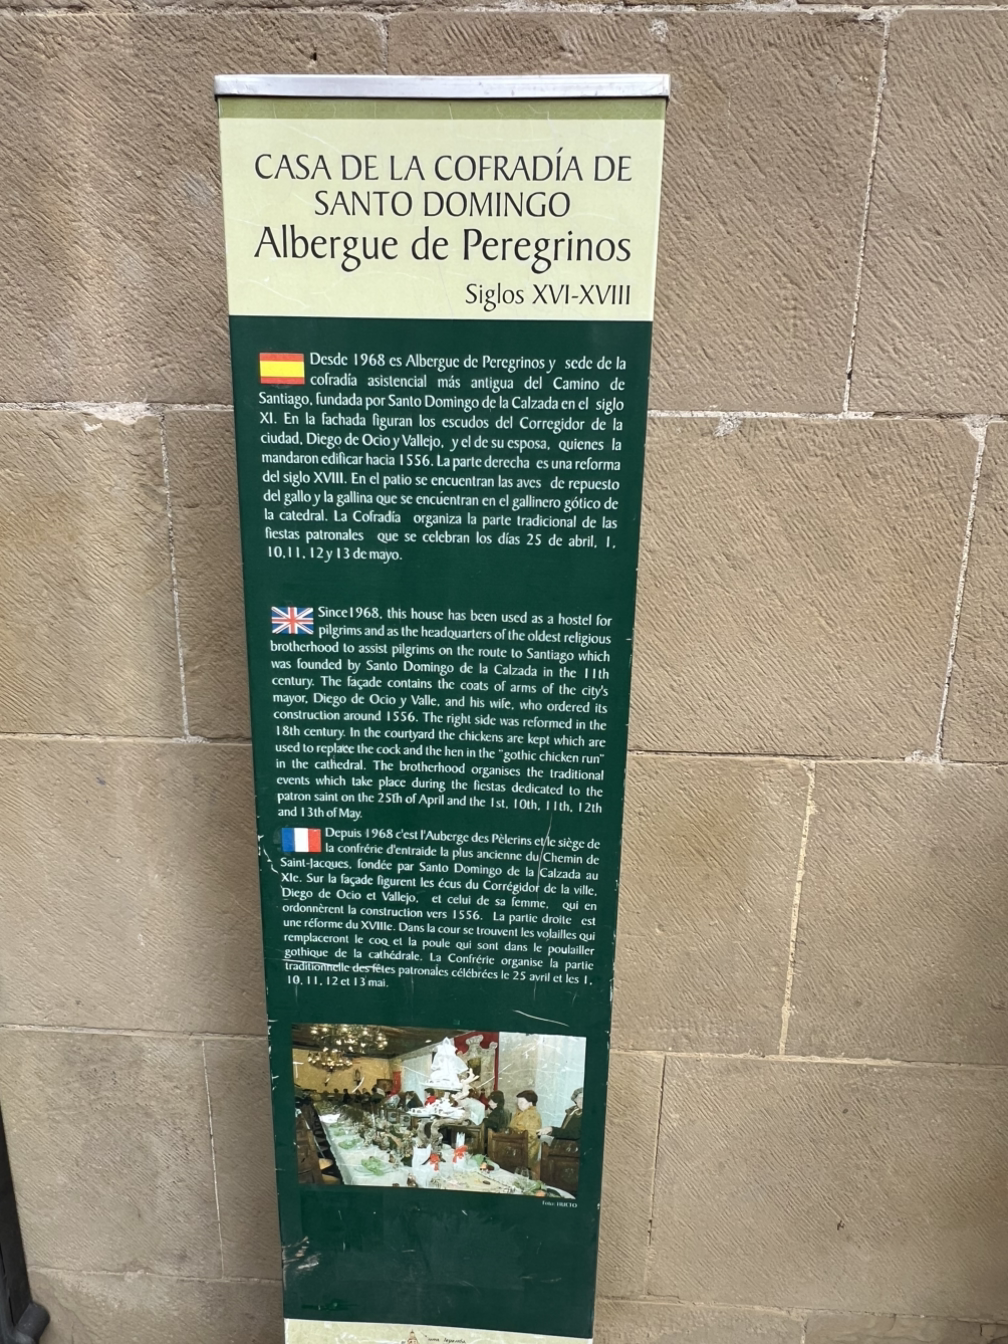 CASA DE LA COFRADÍA DE
SANTO DOMINGO
Albergue de Peregrinos
Siglos XVI-XVIII
Desde 1968 es Albergue de Peregrinos y sede de la
cofradía asistencial más antigua del Camino de
Santiago, fundada por Santo Domingo de la Calzada en el siglo
XI. En la fachada figuran los escudos del Corregidor de la
ciudad, Diego de Ocio y Vallejo, y el de su esposa, quienes la
mandaron edificar hacia 1556. La parte derecha es una reforma
del siglo XVIII. En el patio se encuentran las aves de repuesto
del gallo y la gallina que se encuentran en el gallinero gótico de
la catedral. La Cofradía organiza la parte tradicional de las
fiestas patronales que se celebran los días 25 de abril, 1,
10,11, 12 y 13 de mayo.
Since1968, this house has been used as a hostel for
pilgrims and as the headquarters of the oldest religious
brotherhood to assist pilgrims on the route to Santiago which
was founded by Santo Domingo de la Calzada in the 11th
century. The façade contains the coats of arms of the city's
mayor, Diego de Ocio y Valle, and his wife, who ordered its
construction around 1556. The right side was reformed in the
18th century. In the courtyard the chickens are kept which are
used to replace the cock and the hen in the "gothic chicken run"
in the cathedral. The brotherhood organises the traditional
events which take place during the fiestas dedicated to the
patron saint on the 25th of April and the 1st, 10th, 11th, 12th
and 13th of May.
Depuis 1968 c'est l'Auberge des Pèlerins et le siège de
la confrérie d'entraide la plus ancienne du Chemin de
Saint-Jacques, fondée par Santo Domingo de la Calzada au
XIe. Sur la façade figurent les écus du Corrégidor de la ville,
Diego de Ocio et Vallejo, et celui de sa femme, qui en
ordonnèrent la construction vers 1556. La partie droite est
une réforme du XVIIIe. Dans la cour se trouvent les volailles qui
remplaceront le coq et la poule qui sont dans le poulailler
gothique de la cathédrale. La Confrérie organise la partie
traditionnelle des fêtes patronales célébrées le 25 avril et les 1,
10, 11, 12 et 13 mai.